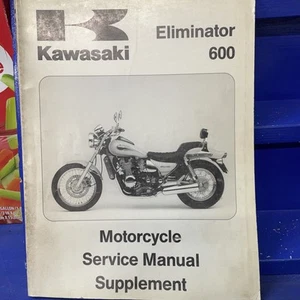 Eliminator
Kawasaki 600
Motorcycle
Service Manual
Supplement